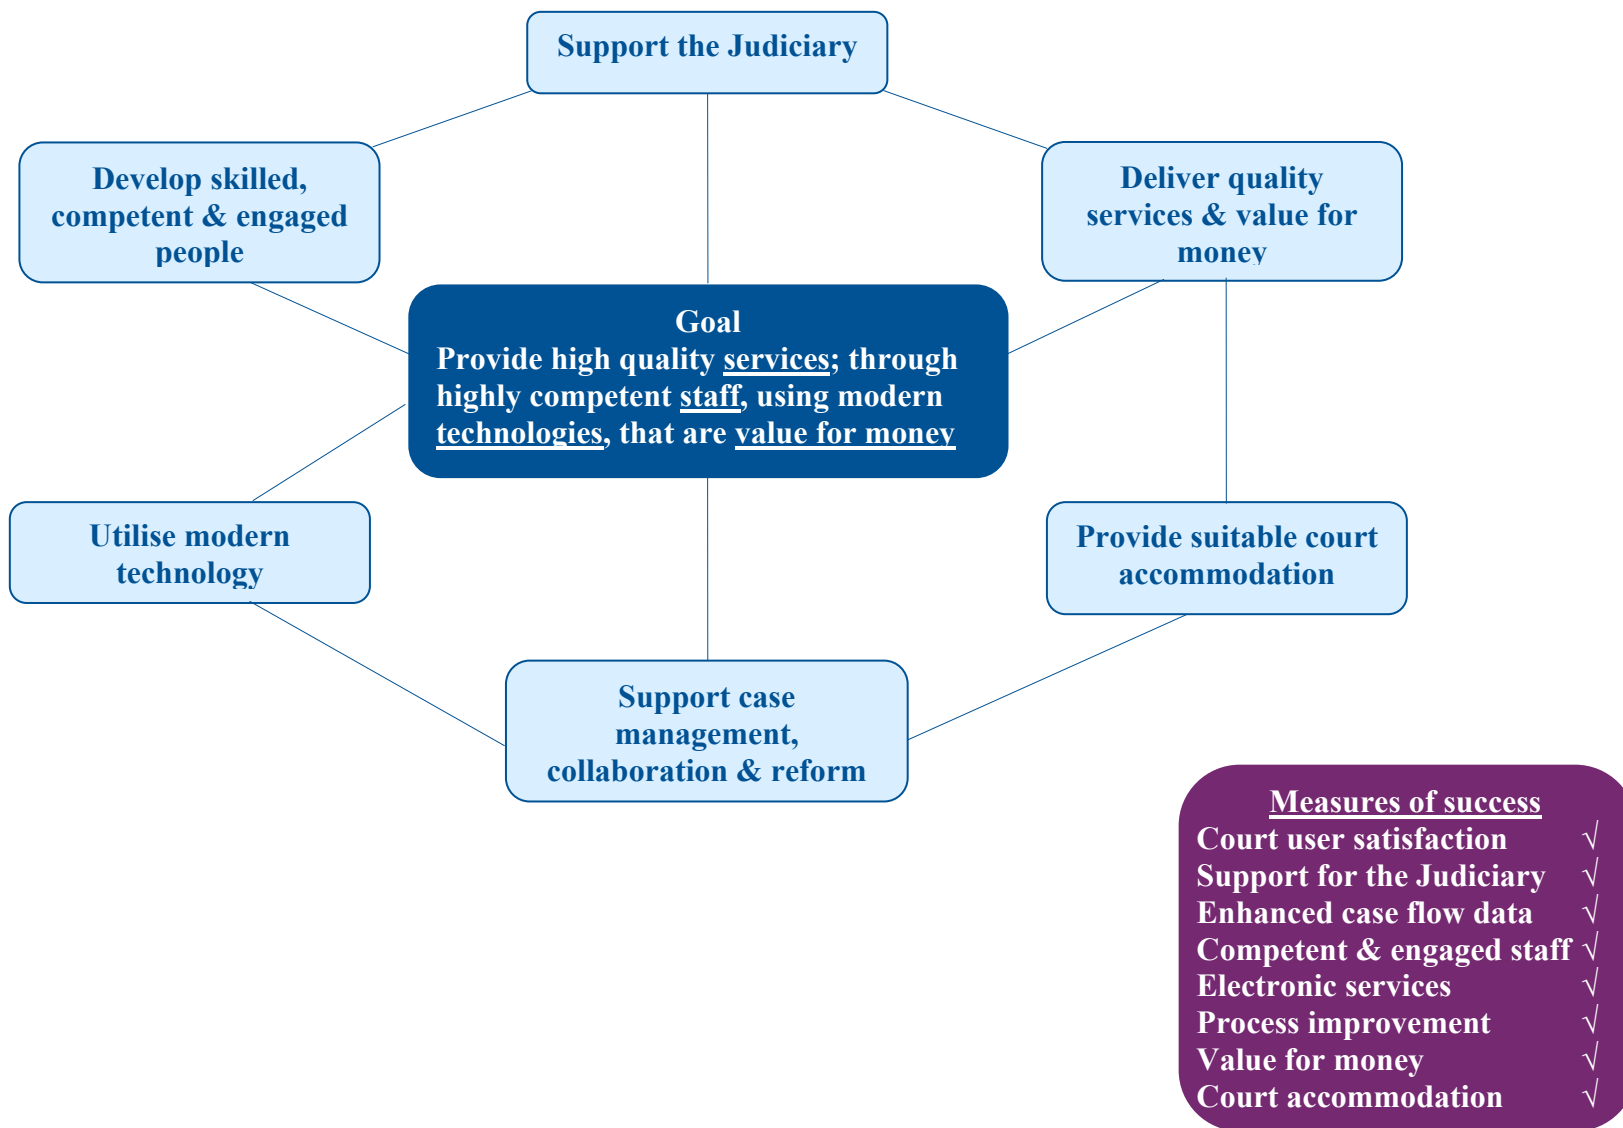 Support the Judiciary
Develop skilled,
competent & engaged
people
Deliver quality
services & value for
money
Goal
Provide high quality services; through
highly competent staff, using modern
technologies, that are value for money
Utilise modern
technology
Provide suitable court
accommodation
Support case
management,
collaboration & reform
Measures of success
Court user satisfaction √
Support for the Judiciary √
Enhanced case flow data √
Competent & engaged staff √
Electronic services √
Process improvement √
Value for money √
Court accommodation √